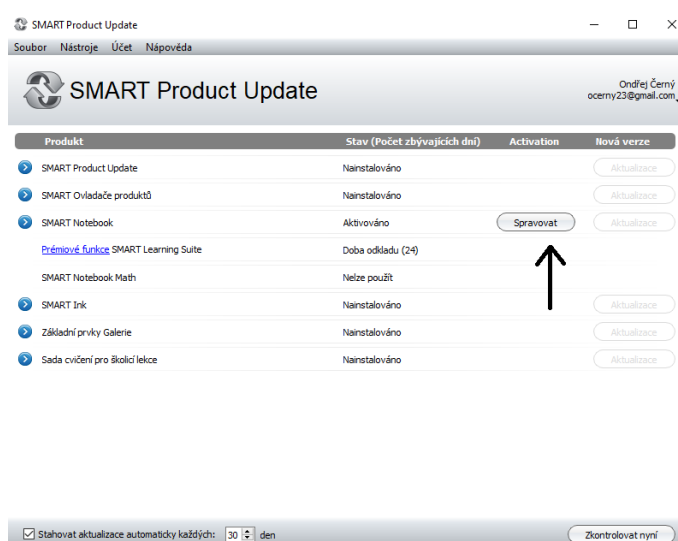 SMART Product Update
Soubor Nástroje Účet Nápověda
SMART Product Update
Ondřej Černý
ocerny23@gmail.com
Produkt Stav (Počet zbývajících dní) Activation Nová verze
SMART Product Update Nainstalováno Aktualizace
SMART Ovladače produktů Nainstalováno Aktualizace
SMART Notebook Aktivováno Spravovat Aktualizace
Prémiové funkce SMART Learning Suite Doba odkladu (24)
SMART Notebook Math Nelze použít
SMART Ink Nainstalováno Aktualizace
Základní prvky Galerie Nainstalováno Aktualizace
Sada cvičení pro školicí lekce Nainstalováno Aktualizace
Stahovat aktualizace automaticky každých: 30 den Zkontrolovat nyní